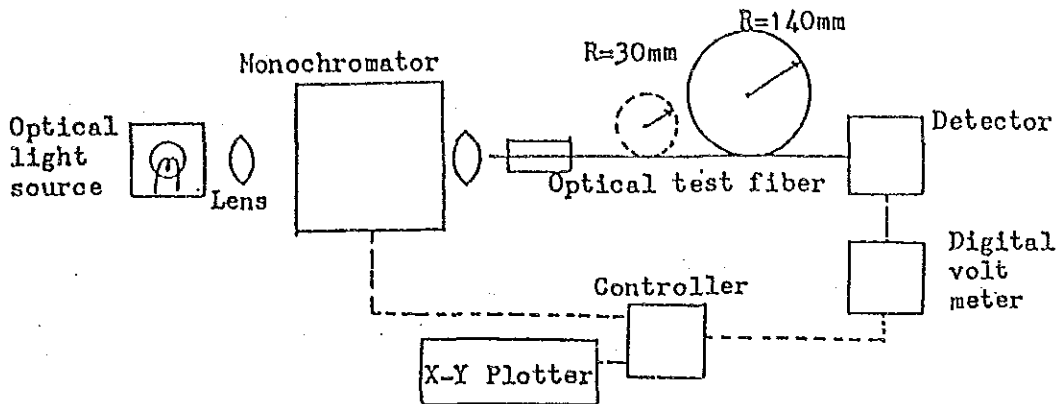 R=140mm
R=30mm
Monochromator
Optical
light
source
Lens
Detector
Optical test fiber
Digital
volt
meter
Controller
X-Y Plotter